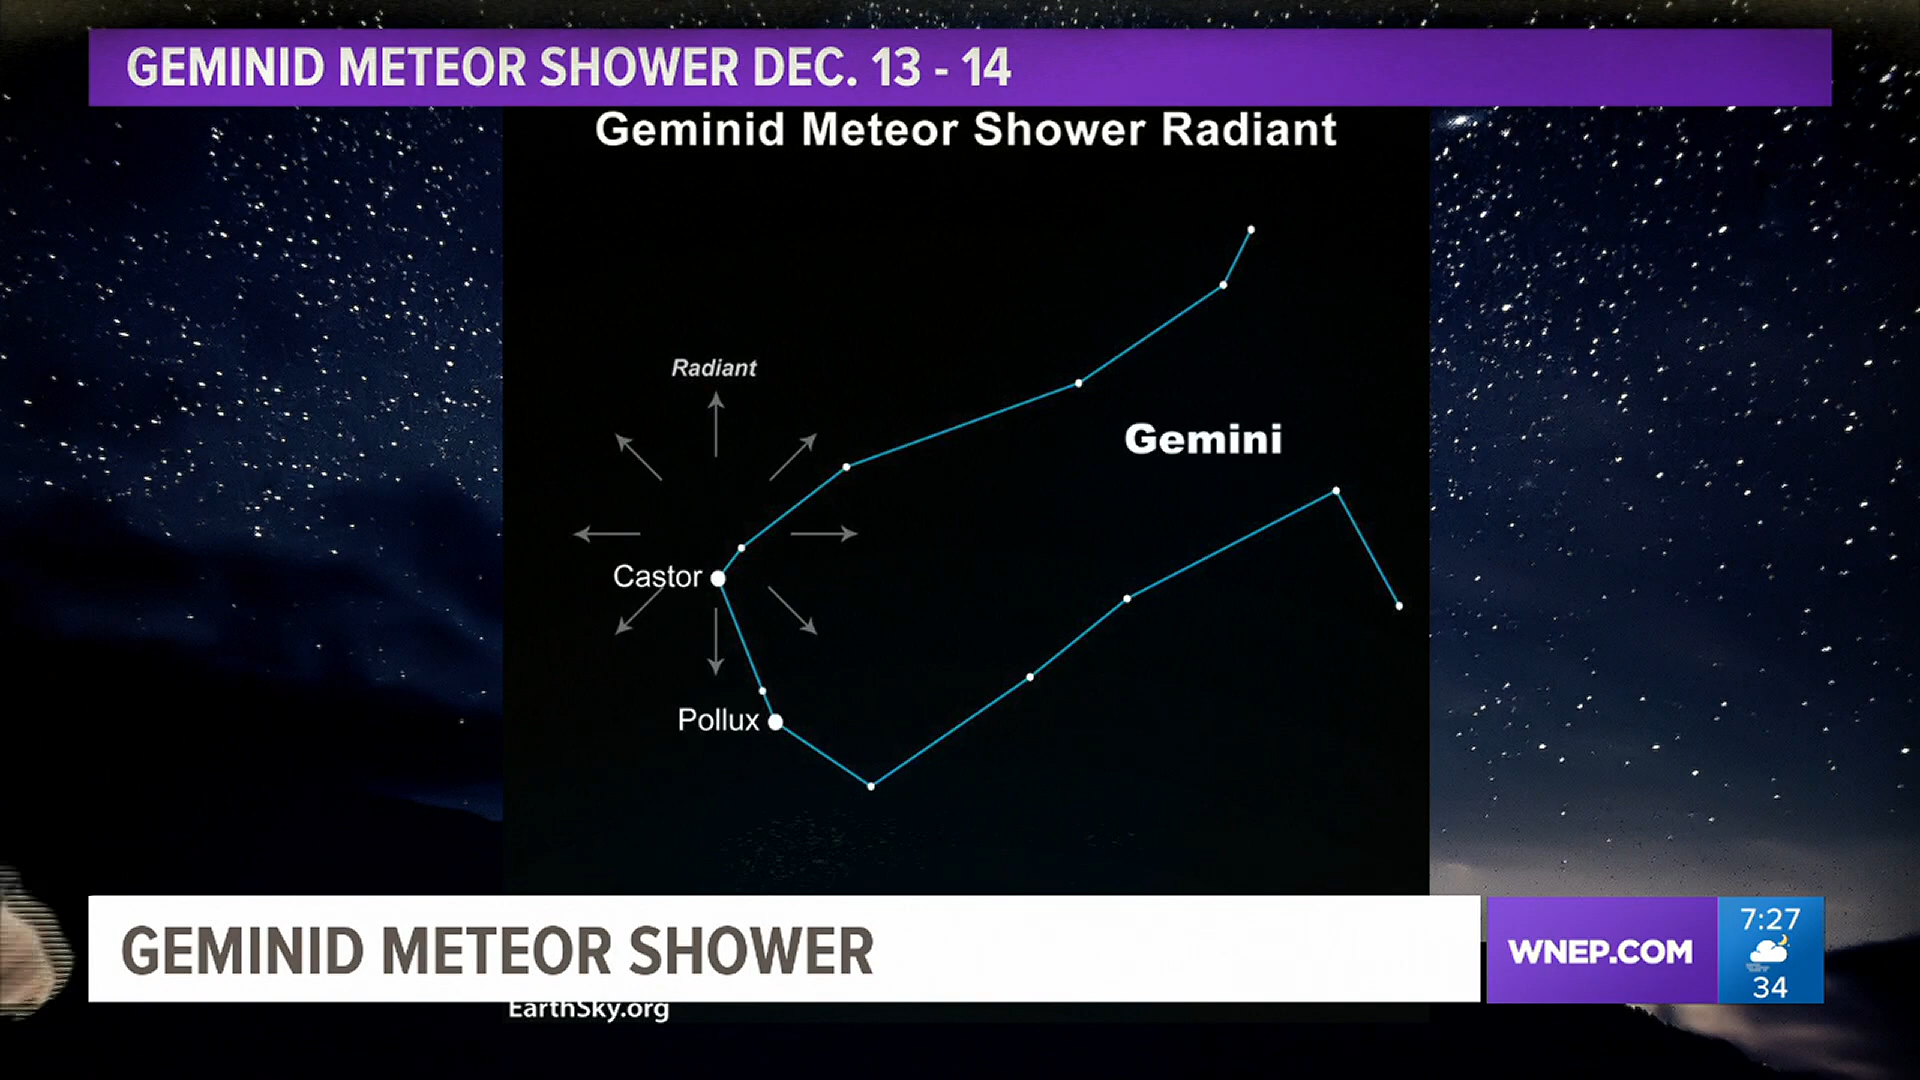 GEMINID METEOR SHOWER DEC. 13 - 14
Geminid Meteor Shower Radiant
Radiant
Gemini
Castor
Pollux
GEMINID METEOR SHOWER
WNEP.COM
7:27
34
EarthSky.org